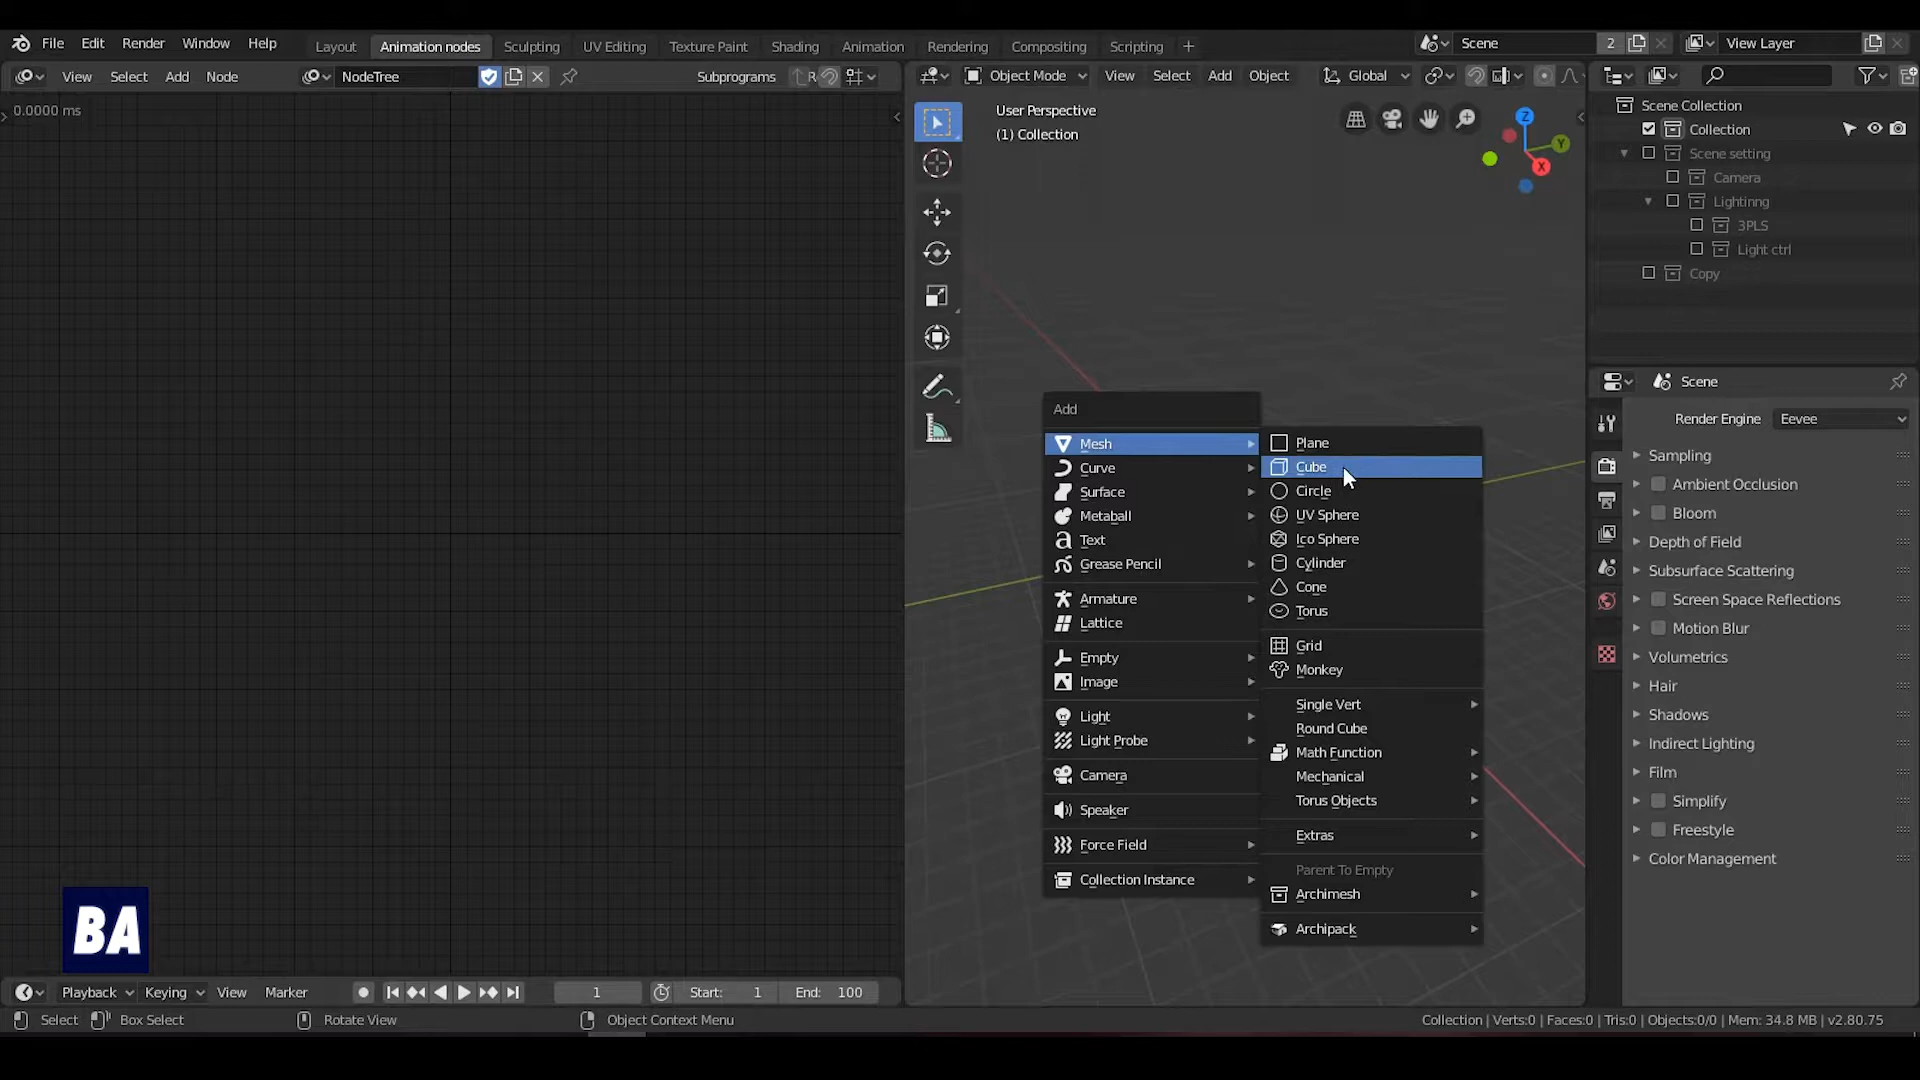 File Edit Render Window Help Layout Animation nodes Sculpting UV Editing Texture Paint Shading Animation Rendering Compositing Scripting + Scene 2 View Layer
View Select Add Node NodeTree Subprograms Object Mode View Select Add Object Global
0.0000 ms
User Perspective
(1) Collection
Z
Y
X
Scene Collection
Collection
Scene setting
Camera
Lightinng
3PLS
Light ctrl
Copy
Add
Mesh
Curve
Surface
Metaball
Text
Grease Pencil
Armature
Lattice
Empty
Image
Light
Light Probe
Camera
Speaker
Force Field
Collection Instance
Plane
Cube
Circle
UV Sphere
Ico Sphere
Cylinder
Cone
Torus
Grid
Monkey
Single Vert
Round Cube
Math Function
Mechanical
Torus Objects
Extras
Parent To Empty
Archimesh
Archipack
Scene
Render Engine Eevee
Sampling
Ambient Occlusion
Bloom
Depth of Field
Subsurface Scattering
Screen Space Reflections
Motion Blur
Volumetrics
Hair
Shadows
Indirect Lighting
Film
Simplify
Freestyle
Color Management
BA
Playback Keying View Marker 1 Start: 1 End: 100
Select Box Select Rotate View Object Context Menu Collection | Verts:0 | Faces:0 | Tris:0 | Objects:0/0 | Mem: 34.8 MB | v2.80.75